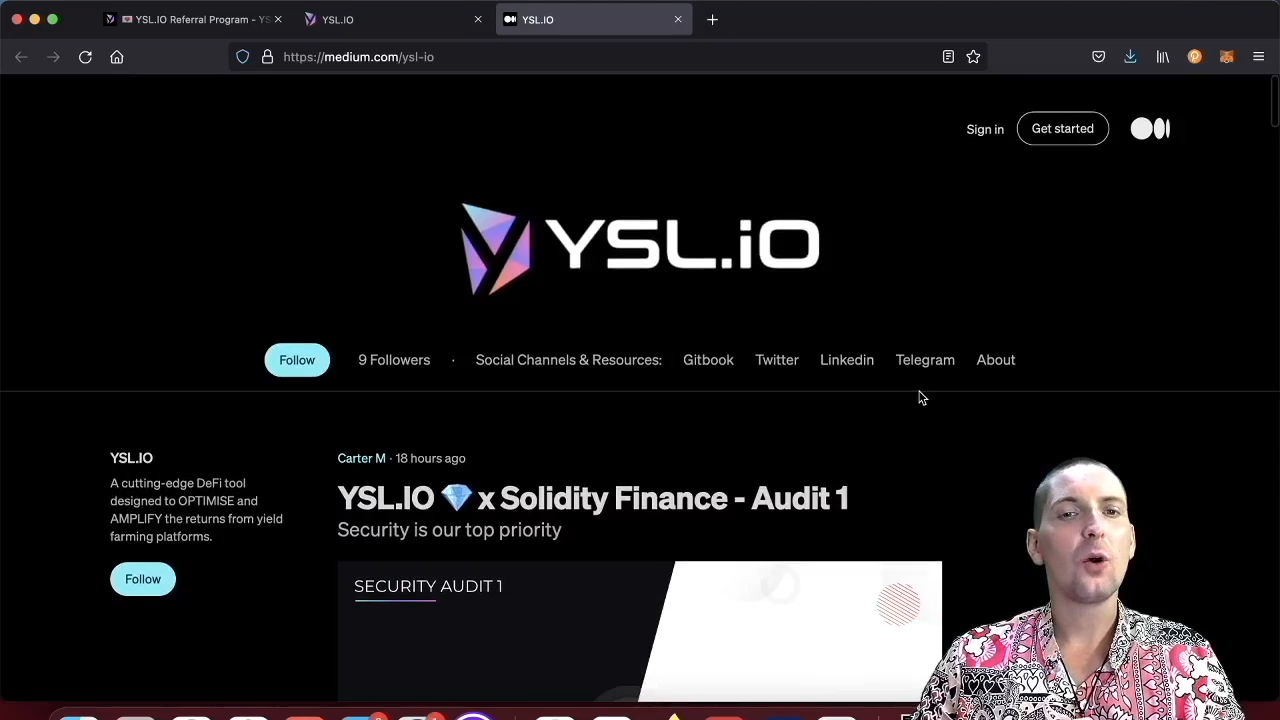 YSL.IO Referral Program - YS
YSL.IO
YSL.IO
https://medium.com/ysl-io
Sign in
Get started
YSL.iO
Follow
9 Followers · Social Channels & Resources: Gitbook Twitter Linkedin Telegram About
YSL.IO
A cutting-edge DeFi tool
designed to OPTIMISE and
AMPLIFY the returns from yield
farming platforms.
Follow
Carter M · 18 hours ago
YSL.IO 💎 x Solidity Finance - Audit 1
Security is our top priority
SECURITY AUDIT 1